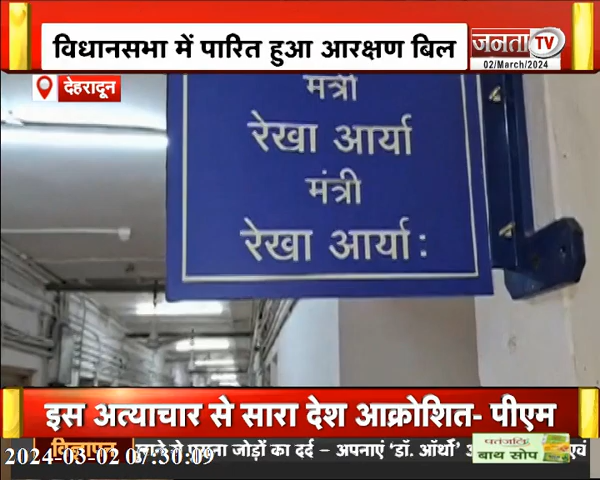 विधानसभा में पारित हुआ आरक्षण बिल
जनता TV
02/March/2024
देहरादून
मंत्री
रेखा आर्या
मंत्री
रेखा आर्या :
इस अत्याचार से सारा देश आक्रोशित- पीएम
विज्ञापन
पुराना जोड़ों का दर्द – अपनाएं ‘डॉ. ऑर्थो’
एवं
पतंजलि
बाथ सोप
2024-03-02 07:30:09